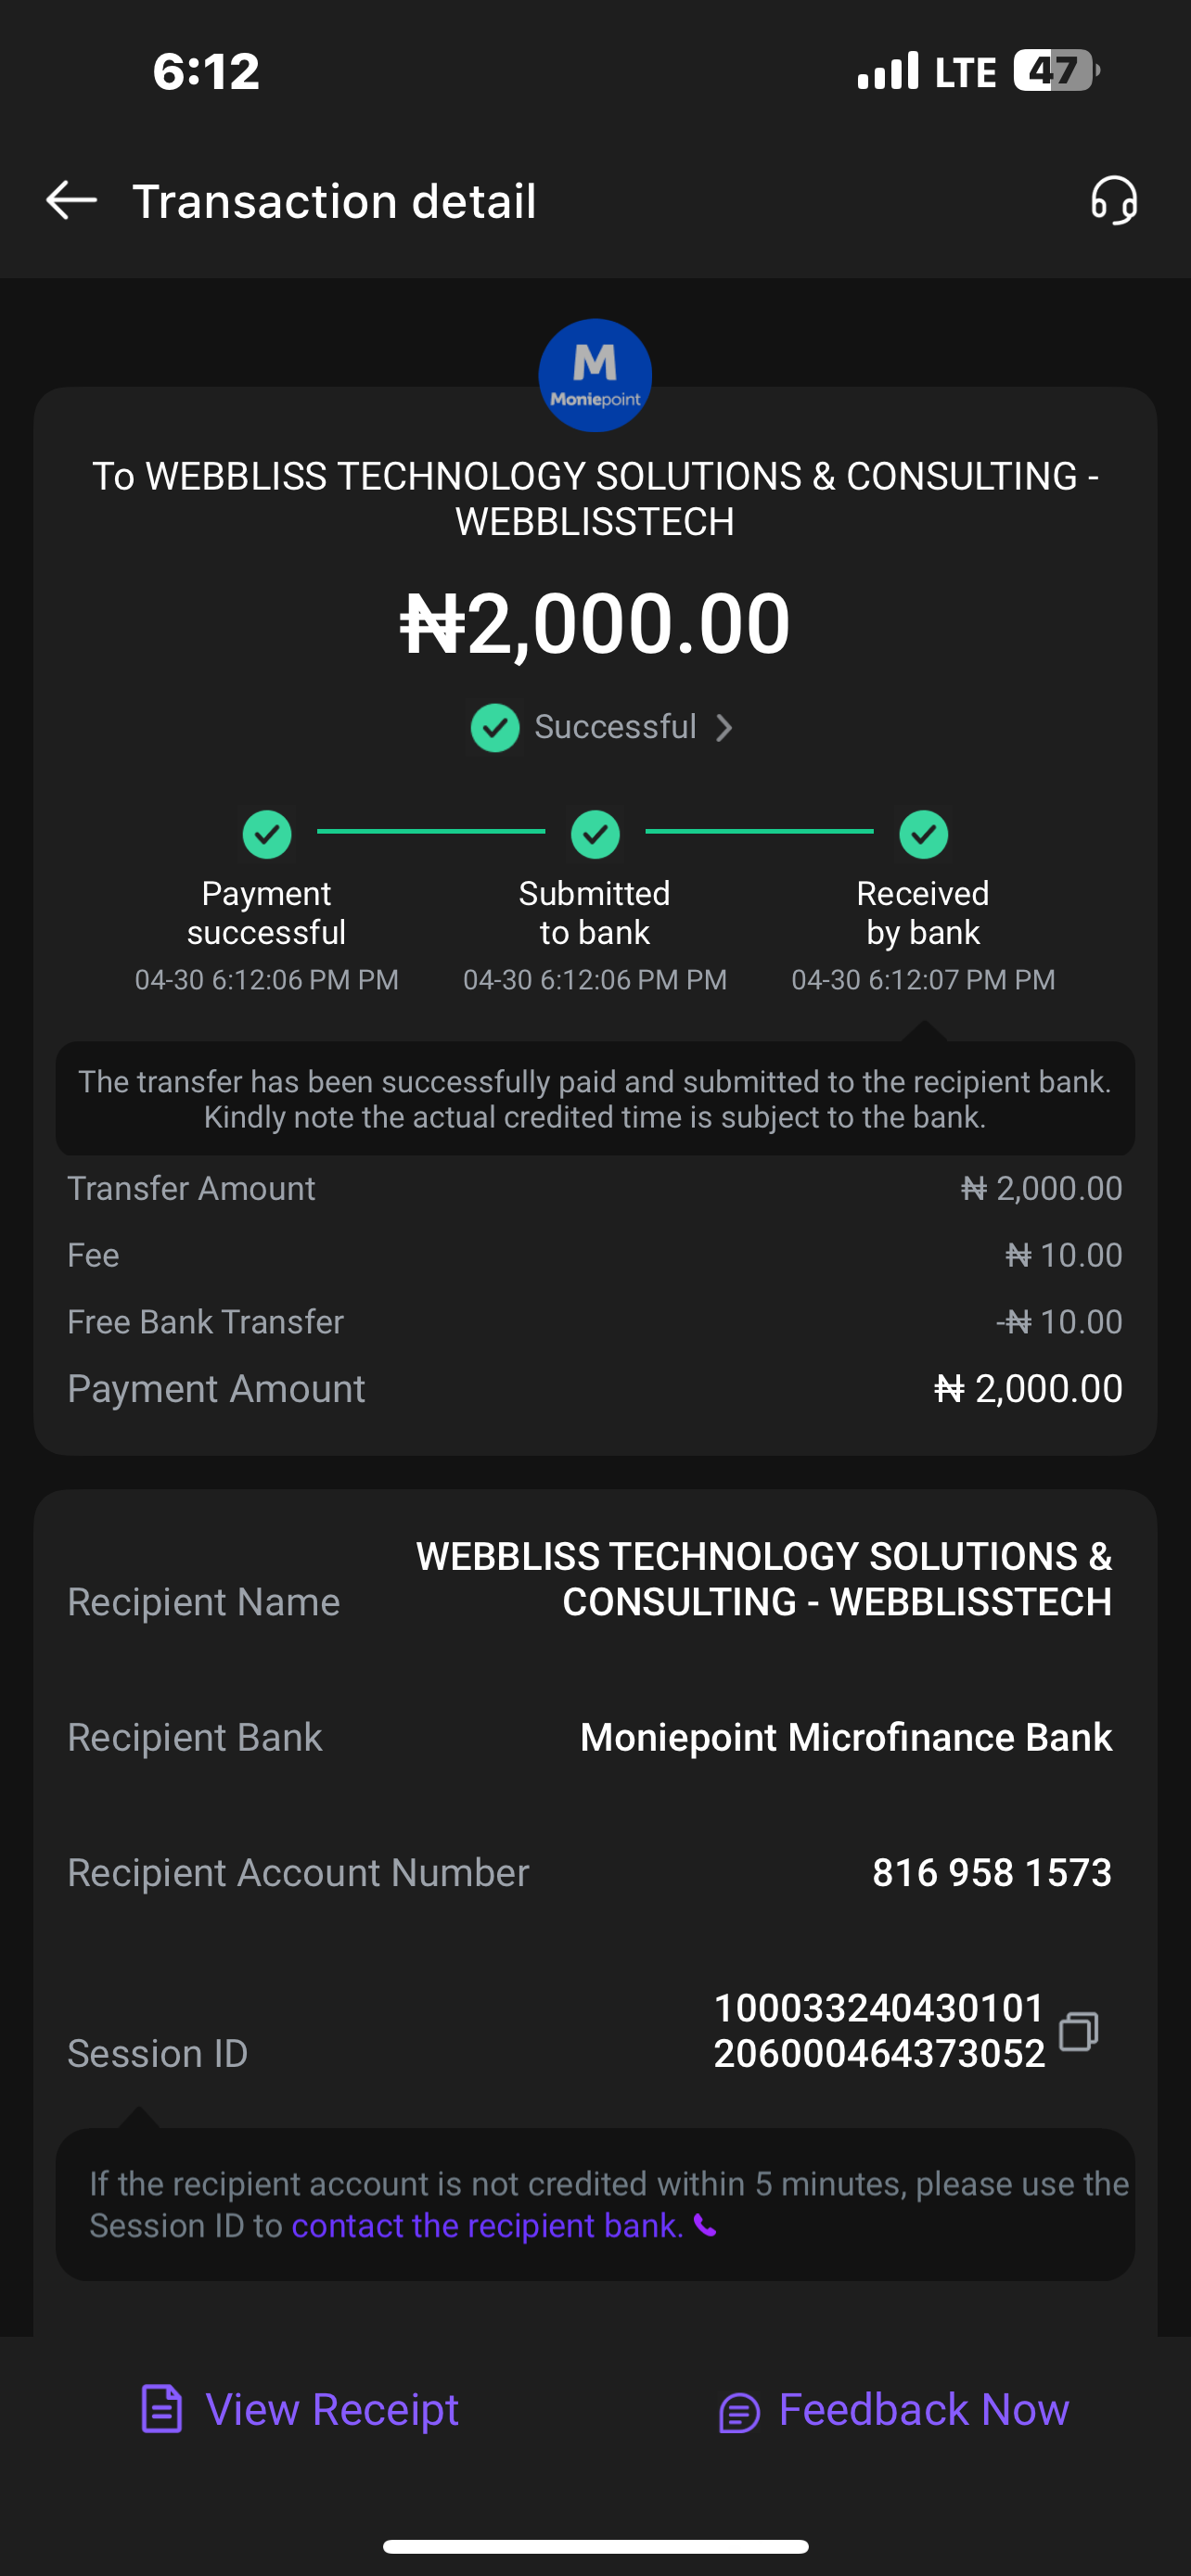 6:12
LTE 47
Transaction detail
M
Moniepoint
To WEBBLISS TECHNOLOGY SOLUTIONS & CONSULTING -
WEBBLISSTECH
₦2,000.00
Successful
Payment
successful
04-30 6:12:06 PM PM
Submitted
to bank
04-30 6:12:06 PM PM
Received
by bank
04-30 6:12:07 PM PM
The transfer has been successfully paid and submitted to the recipient bank.
Kindly note the actual credited time is subject to the bank.
Transfer Amount ₦ 2,000.00
Fee ₦ 10.00
Free Bank Transfer -₦ 10.00
Payment Amount ₦ 2,000.00
Recipient Name WEBBLISS TECHNOLOGY SOLUTIONS &
CONSULTING - WEBBLISSTECH
Recipient Bank Moniepoint Microfinance Bank
Recipient Account Number 816 958 1573
Session ID 100033240430101
206000464373052
If the recipient account is not credited within 5 minutes, please use the
Session ID to contact the recipient bank.
View Receipt
Feedback Now